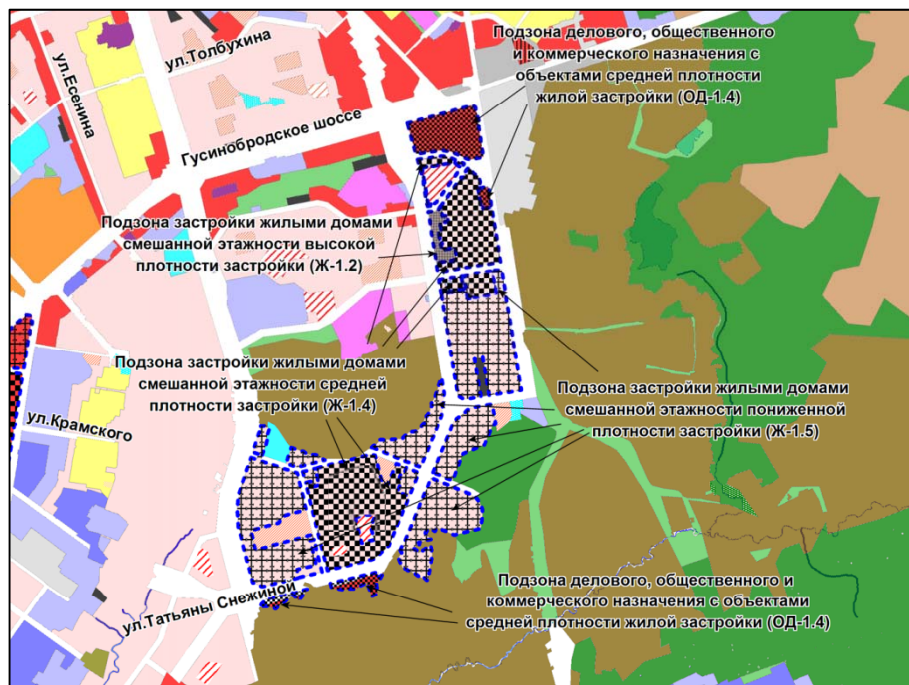 Подзона делового, общественного
и коммерческого назначения с
объектами средней плотности
жилой застройки (ОД-1.4)
ул.Есенина
ул.Толбухина
Гусинобродское шоссе
Подзона застройки жилыми домами
смешанной этажности высокой
плотности застройки (Ж-1.2)
Подзона застройки жилыми домами
смешанной этажности средней
плотности застройки (Ж-1.4)
Подзона застройки жилыми домами
смешанной этажности пониженной
плотности застройки (Ж-1.5)
ул.Крамского
ул.Татьяны Снежиной
Подзона делового, общественного и
коммерческого назначения с объектами
средней плотности жилой застройки (ОД-1.4)